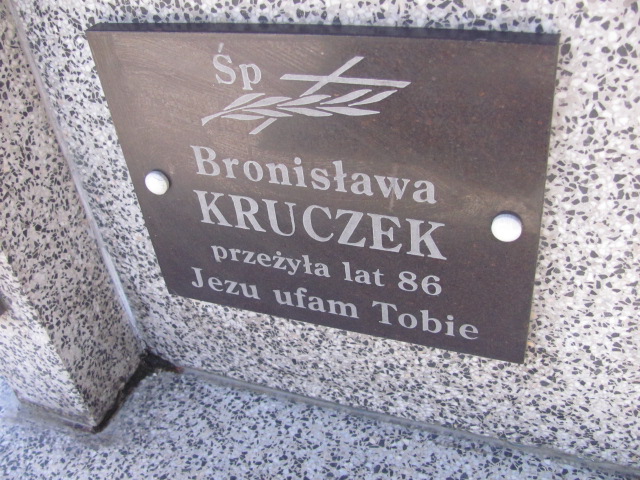 Śp
Bronisława
KRUCZEK
przeżyła lat 86
Jezu ufam Tobie